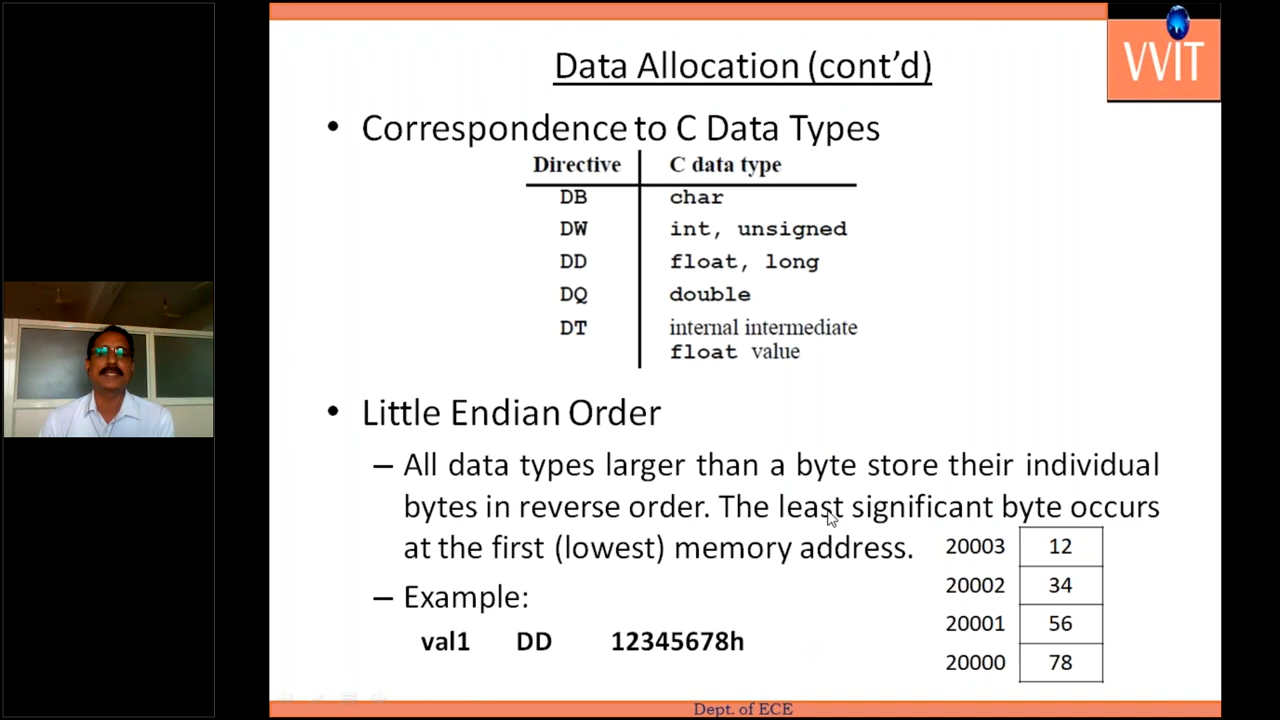 Data Allocation (cont'd)
VVIT
• Correspondence to C Data Types
Directive C data type
DB char
DW int, unsigned
DD float, long
DQ double
DT internal intermediate
float value
• Little Endian Order
– All data types larger than a byte store their individual
bytes in reverse order. The least significant byte occurs
at the first (lowest) memory address.
20003 12
20002 34
20001 56
20000 78
– Example:
val1 DD 12345678h
Dept. of ECE